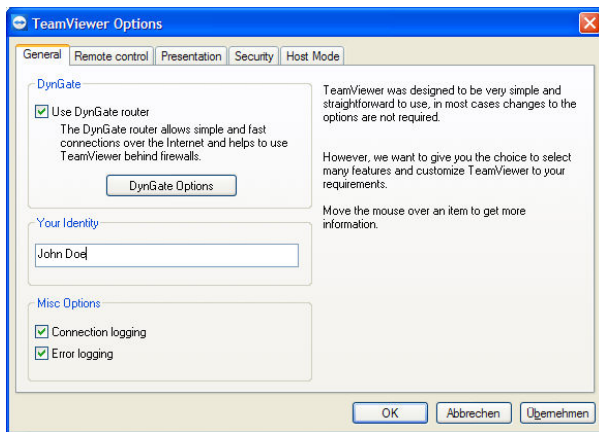 TeamViewer Options
General Remote control Presentation Security Host Mode
DynGate
Use DynGate router
The DynGate router allows simple and fast
connections over the Internet and helps to use
TeamViewer behind firewalls.
DynGate Options
Your Identity
John Doe
Misc Options
Connection logging
Error logging
TeamViewer was designed to be very simple and
straightforward to use, in most cases changes to the
options are not required.
However, we want to give you the choice to select
many features and customize TeamViewer to your
requirements.
Move the mouse over an item to get more
information.
OK Abbrechen Übernehmen